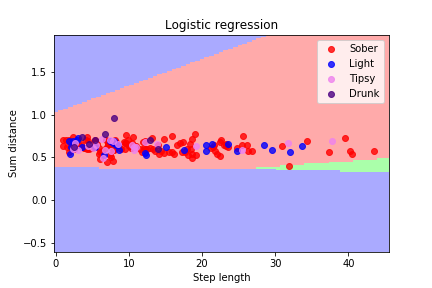 Logistic regression
Sober
Light
Tipsy
Drunk
1.5
1.0
0.5
0.0
−0.5
Sum distance
0
10
20
30
40
Step length